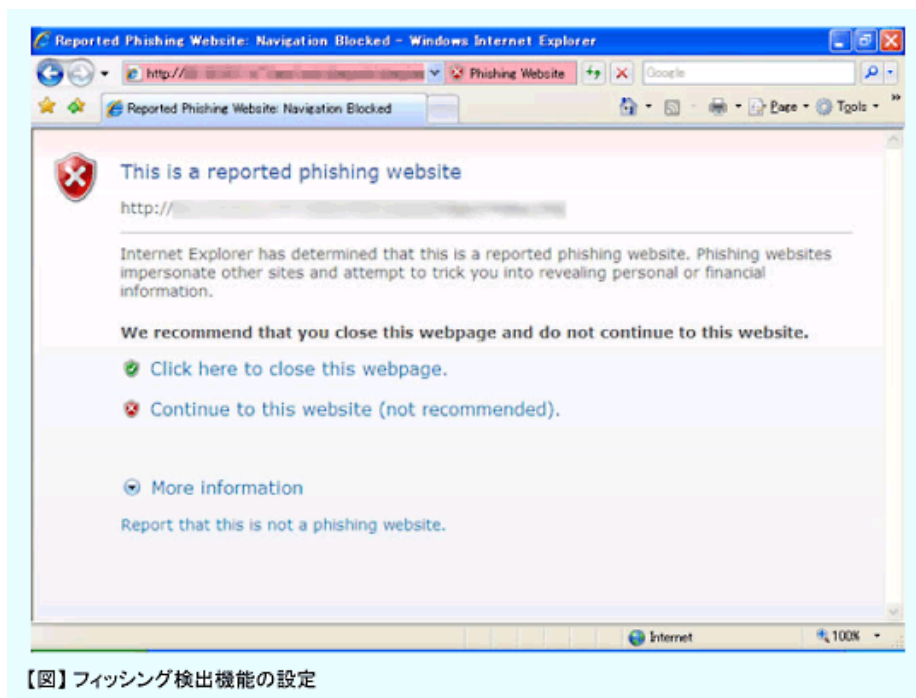 Reported Phishing Website: Navigation Blocked - Windows Internet Explorer
http://
Phishing Website
Google
Reported Phishing Website: Navigation Blocked
Page
Tools
This is a reported phishing website
http://
Internet Explorer has determined that this is a reported phishing website. Phishing websites
impersonate other sites and attempt to trick you into revealing personal or financial
information.
We recommend that you close this webpage and do not continue to this website.
Click here to close this webpage.
Continue to this website (not recommended).
More information
Report that this is not a phishing website.
Internet
100%
【図】フィッシング検出機能の設定